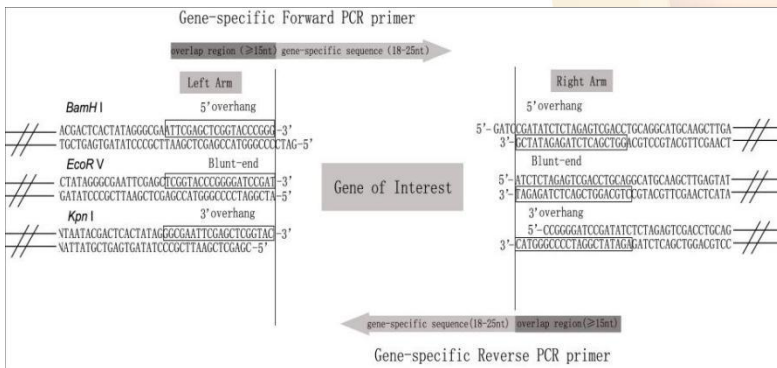 Gene-specific Forward PCR primer
overlap region (≥15nt) gene-specific sequence (18-25nt)
Left Arm
Right Arm
BamH I 5'overhang
ACGACTCACTATAGGGCGAATTCGAGCTCGGTACCCGGG-3'
TGCTGAGTGATATCCCGCTTAAGCTCGAGCCATGGGCCCCTAG-5'
5'overhang
5'-GATCCGATATCTCTAGAGTCGACCTGCAGGCATGCAAGCTTGA
3'-GCTATAGAGATCTCAGCTGGACGTCCGTACGTTCGAACT
EcoR V Blunt-end
CTATAGGGCGAATTCGAGCTCGGTACCCGGGGATCCGAT-3'
GATATCCCGCTTAAGCTCGAGCCATGGGCCCCTAGGCTA-5'
Gene of Interest
Blunt-end
5'-ATCTCTAGAGTCGACCTGCAGGCATGCAAGCTTGAGTAT
3'-TAGAGATCTCAGCTGGACGTCCGTACGTTCGAACTCATA
Kpn I 3'overhang
NTAATACGACTCACTATAGGGCGAATTCGAGCTCGGTAC-3'
NATTATGCTGAGTGATATCCCGCTTAAGCTCGAGC-5'
3'overhang
5'-CCGGGGATCCGATATCTCTAGAGTCGACCTGCAG
3'-CATGGGCCCCTAGGCTATAGAGATCTCAGCTGGACGTCC
gene-specific sequence(18-25nt) overlap region(≥15nt)
Gene-specific Reverse PCR primer